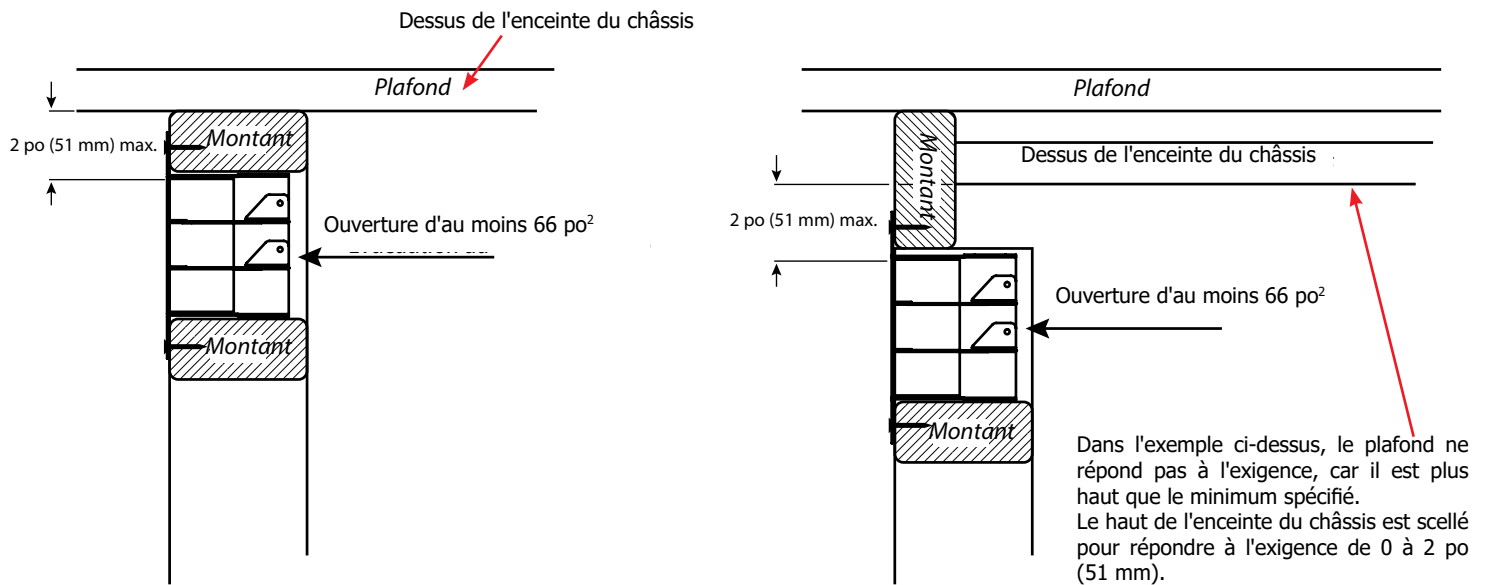 Dessus de l'enceinte du châssis
Plafond
2 po (51 mm) max.
Montant
Ouverture d'au moins 66 po²
Montant
Plafond
Montant
Dessus de l'enceinte du châssis
2 po (51 mm) max.
Ouverture d'au moins 66 po²
Montant
Dans l'exemple ci-dessus, le plafond ne
répond pas à l'exigence, car il est plus
haut que le minimum spécifié.
Le haut de l'enceinte du châssis est scellé
pour répondre à l'exigence de 0 à 2 po
(51 mm).